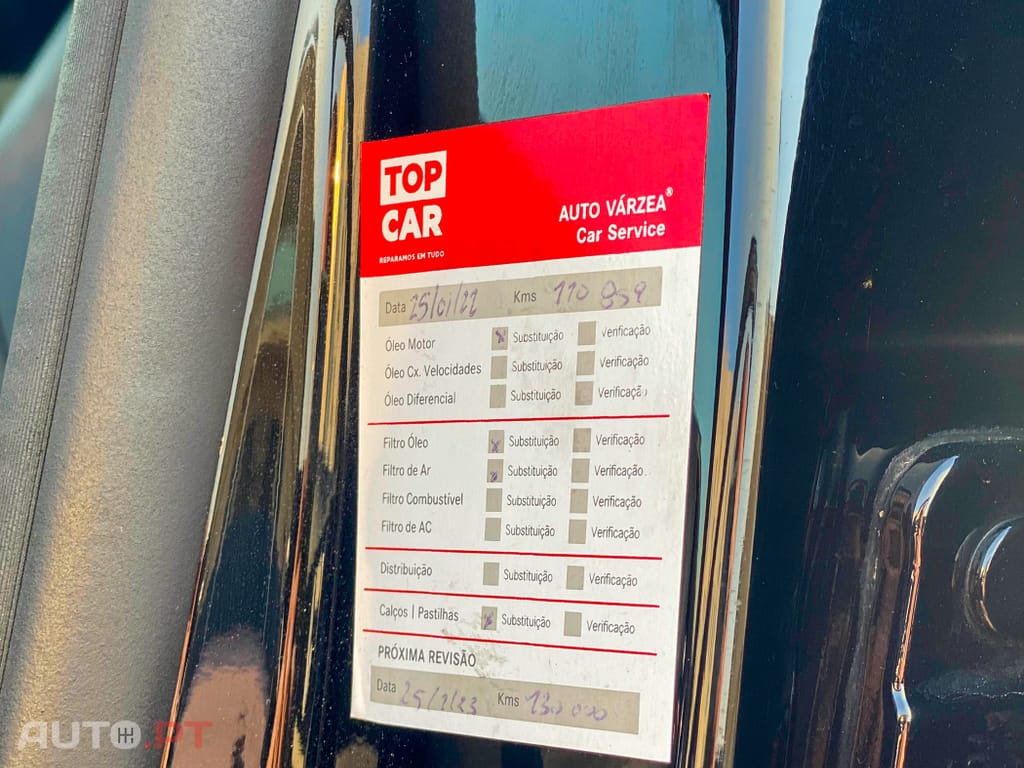 TOP
CAR
REPARAMOS EM TUDO
AUTO VÁRZEA®
Car Service
Data 25/01/22 Kms 110 959
Óleo Motor x Substituição Verificação
Óleo Cx. Velocidades Substituição Verificação
Óleo Diferencial Substituição Verificação
Filtro Óleo x Substituição Verificação
Filtro de Ar x Substituição Verificação
Filtro Combustível Substituição Verificação
Filtro de AC Substituição Verificação
Distribuição Substituição Verificação
Calços | Pastilhas x Substituição Verificação
PRÓXIMA REVISÃO
Data 25/1/23 Kms 130 000
AUTO.PT